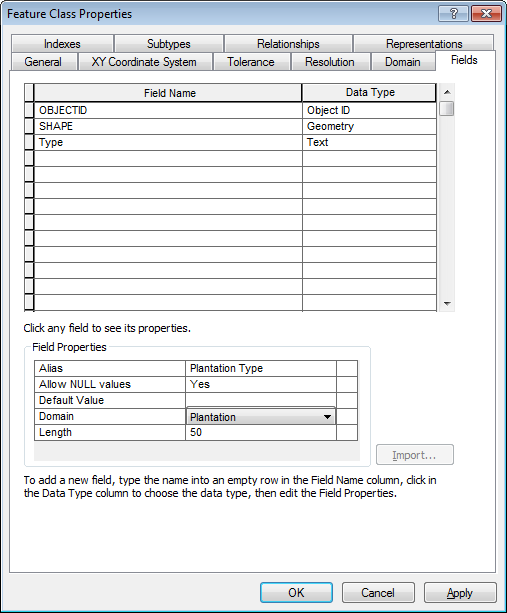 Feature Class Properties
Indexes Subtypes Relationships Representations
General XY Coordinate System Tolerance Resolution Domain Fields
Field Name Data Type
OBJECTID Object ID
SHAPE Geometry
Type Text
Click any field to see its properties.
Field Properties
Alias Plantation Type
Allow NULL values Yes
Default Value
Domain Plantation
Length 50
Import...
To add a new field, type the name into an empty row in the Field Name column, click in
the Data Type column to choose the data type, then edit the Field Properties.
OK Cancel Apply